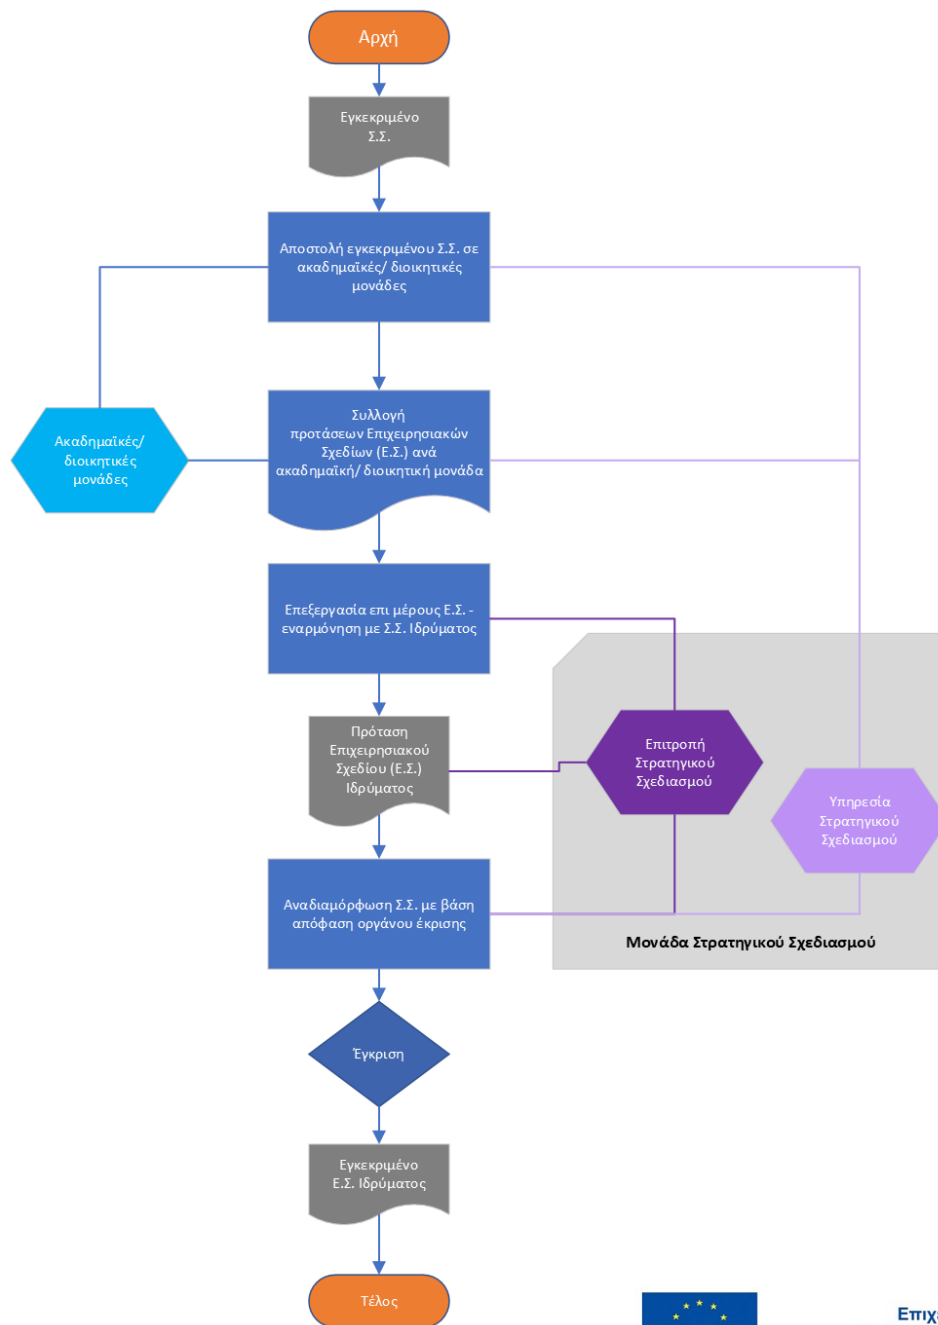 Αρχή
Εγκεκριμένο
Σ.Σ.
Αποστολή εγκεκριμένου Σ.Σ. σε
ακαδημαϊκές/ διοικητικές
μονάδες
Συλλογή
προτάσεων Επιχειρησιακών
Σχεδίων (Ε.Σ.) ανά
ακαδημαϊκή/ διοικητική μονάδα
Ακαδημαϊκές/
διοικητικές
μονάδες
Επεξεργασία επι μέρους Ε.Σ. -
εναρμόνηση με Σ.Σ. Ιδρύματος
Πρόταση
Επιχειρησιακού
Σχεδίου (Ε.Σ.)
Ιδρύματος
Επιτροπή
Στρατηγικού
Σχεδιασμού
Υπηρεσία
Στρατηγικού
Σχεδιασμού
Αναδιαμόρφωση Σ.Σ. με βάση
απόφαση οργάνου έκρισης
Μονάδα Στρατηγικού Σχεδιασμού
Έγκριση
Εγκεκριμένο
Ε.Σ. Ιδρύματος
Τέλος